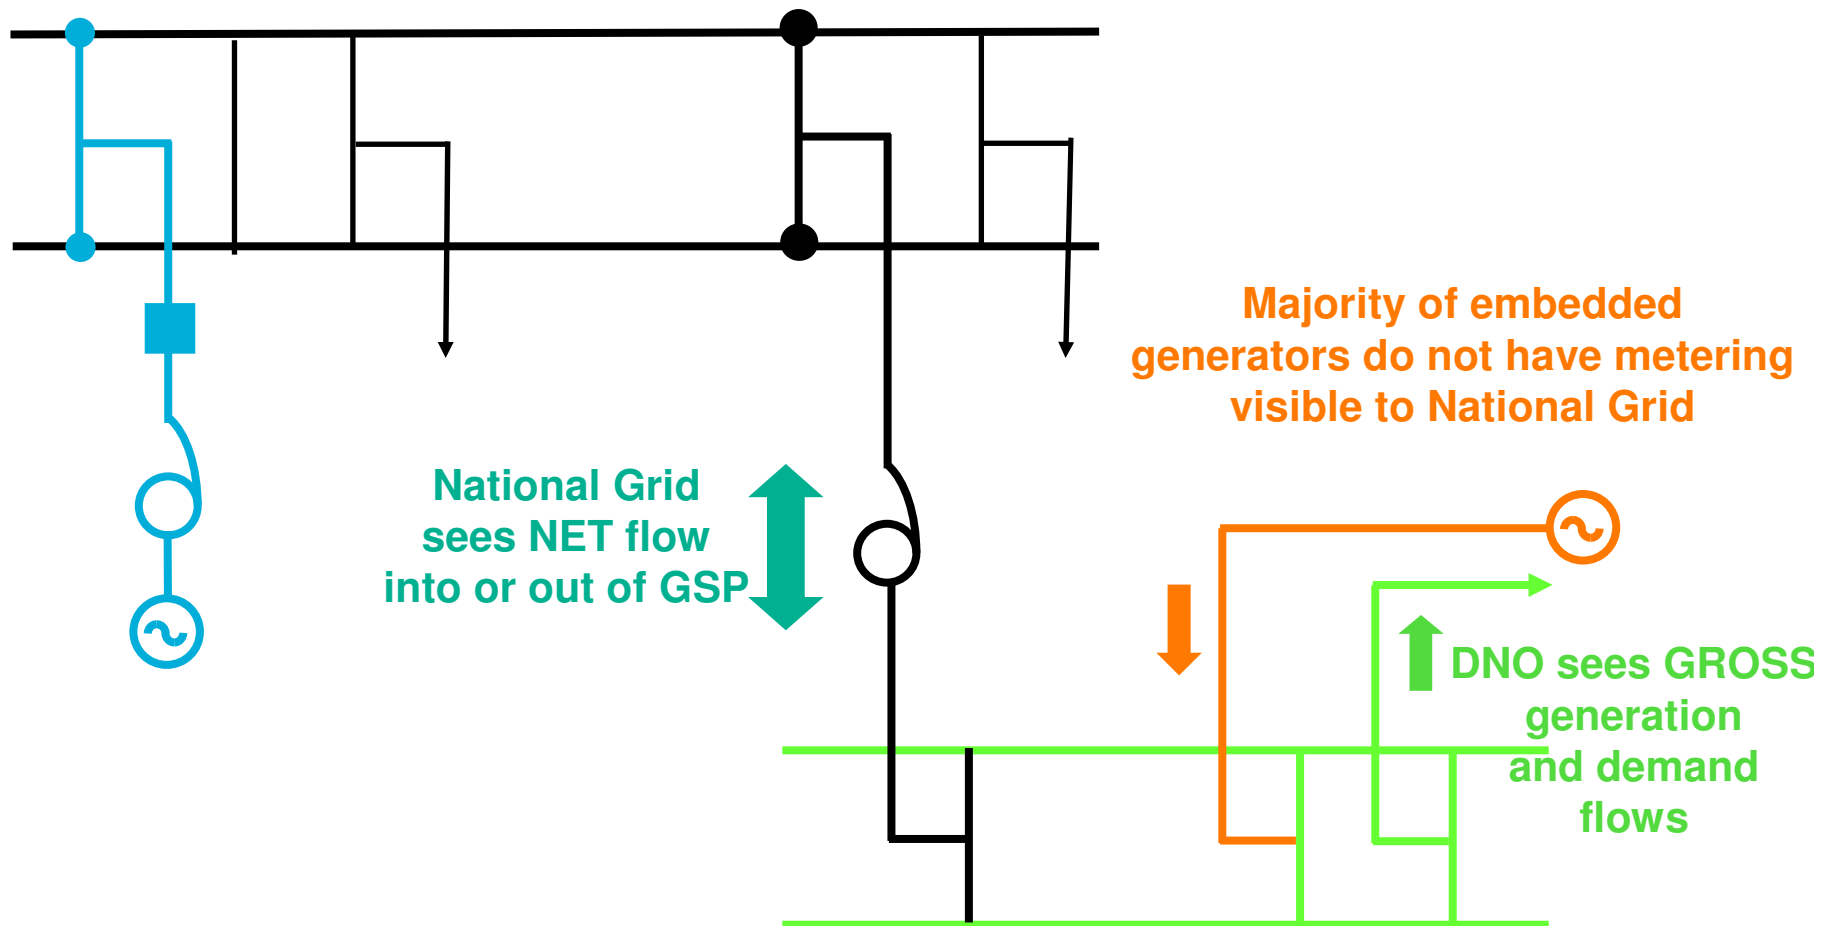 Majority of embedded
generators do not have metering
visible to National Grid
National Grid
sees NET flow
into or out of GSP
DNO sees GROSS
generation
and demand
flows